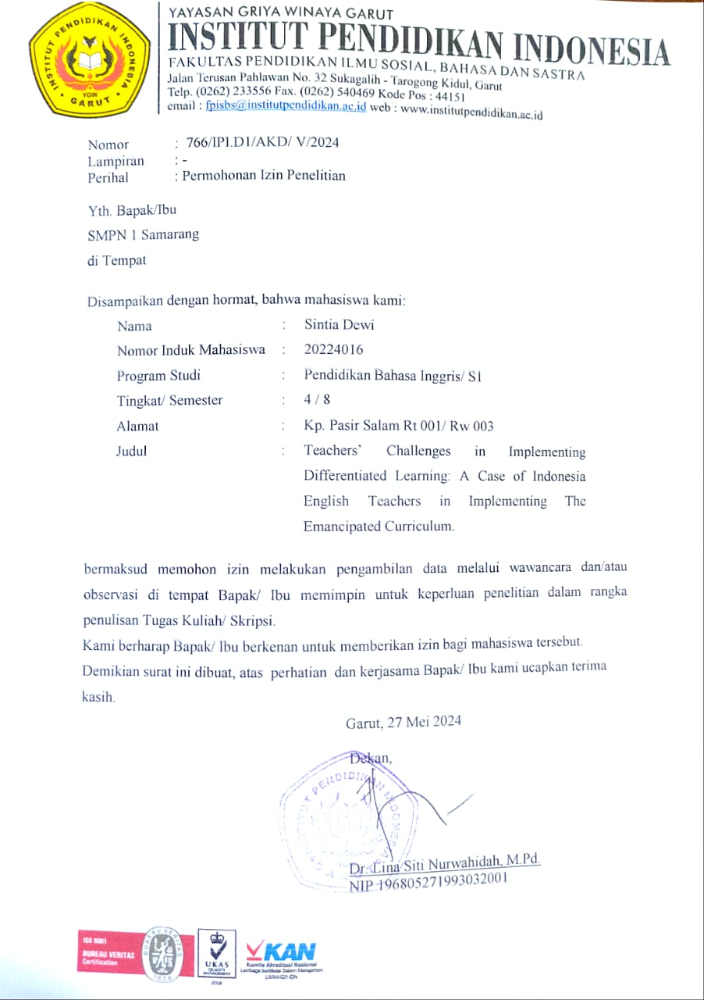 YAYASAN GRIYA WINAYA GARUT
INSTITUT PENDIDIKAN INDONESIA
FAKULTAS PENDIDIKAN ILMU SOSIAL, BAHASA DAN SASTRA
Jalan Terusan Pahlawan No. 32 Sukagalih - Tarogong Kidul, Garut
Telp. (0262) 233556 Fax. (0262) 540469 Kode Pos : 44151
email : fpisbs@institutpendidikan.ac.id web : www.institutpendidikan.ac.id
INSTITUT PENDIDIKAN INDONESIA
YGW
GARUT
Nomor : 766/IPI.D1/AKD/ V/2024
Lampiran : -
Perihal : Permohonan Izin Penelitian
Yth. Bapak/Ibu
SMPN 1 Samarang
di Tempat
Disampaikan dengan hormat, bahwa mahasiswa kami:
Nama : Sintia Dewi
Nomor Induk Mahasiswa : 20224016
Program Studi : Pendidikan Bahasa Inggris/ S1
Tingkat/ Semester : 4 / 8
Alamat : Kp. Pasir Salam Rt 001/ Rw 003
Judul : Teachers' Challenges in Implementing
Differentiated Learning: A Case of Indonesia
English Teachers in Implementing The
Emancipated Curriculum.
bermaksud memohon izin melakukan pengambilan data melalui wawancara dan/atau
observasi di tempat Bapak/ Ibu memimpin untuk keperluan penelitian dalam rangka
penulisan Tugas Kuliah/ Skripsi.
Kami berharap Bapak/ Ibu berkenan untuk memberikan izin bagi mahasiswa tersebut.
Demikian surat ini dibuat, atas perhatian dan kerjasama Bapak/ Ibu kami ucapkan terima
kasih.
Garut, 27 Mei 2024
Dekan,
Dr. Lina Siti Nurwahidah, M.Pd.
NIP 196805271993032001
ISO 9001
BUREAU VERITAS
Certification
BUREAU VERITAS
1828
UKAS
QUALITY
MANAGEMENT
0008
KAN
Komite Akreditasi Nasional
Lembaga Sertifikasi Sistem Manajemen
LSSM-021-IDN